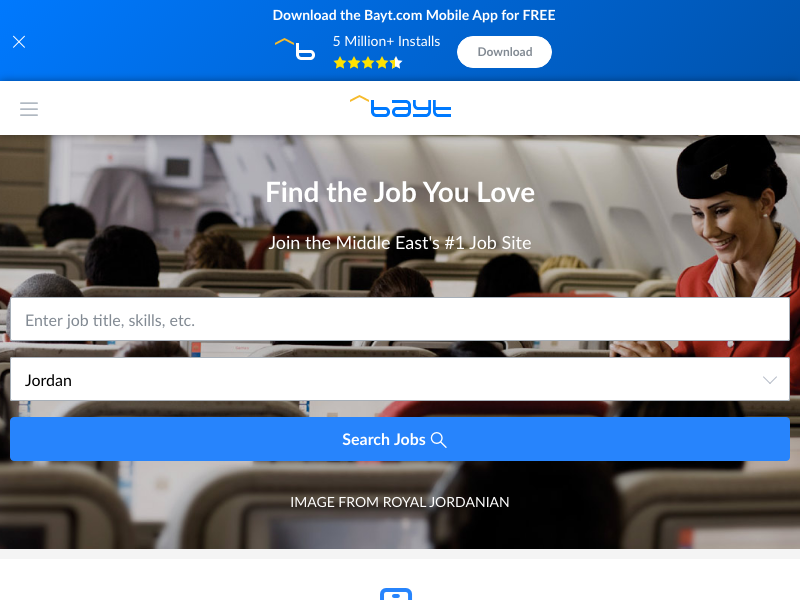 Download the Bayt.com Mobile App for FREE
5 Million+ Installs
Download
bayt
Find the Job You Love
Join the Middle East's #1 Job Site
Enter job title, skills, etc.
Jordan
Search Jobs
IMAGE FROM ROYAL JORDANIAN